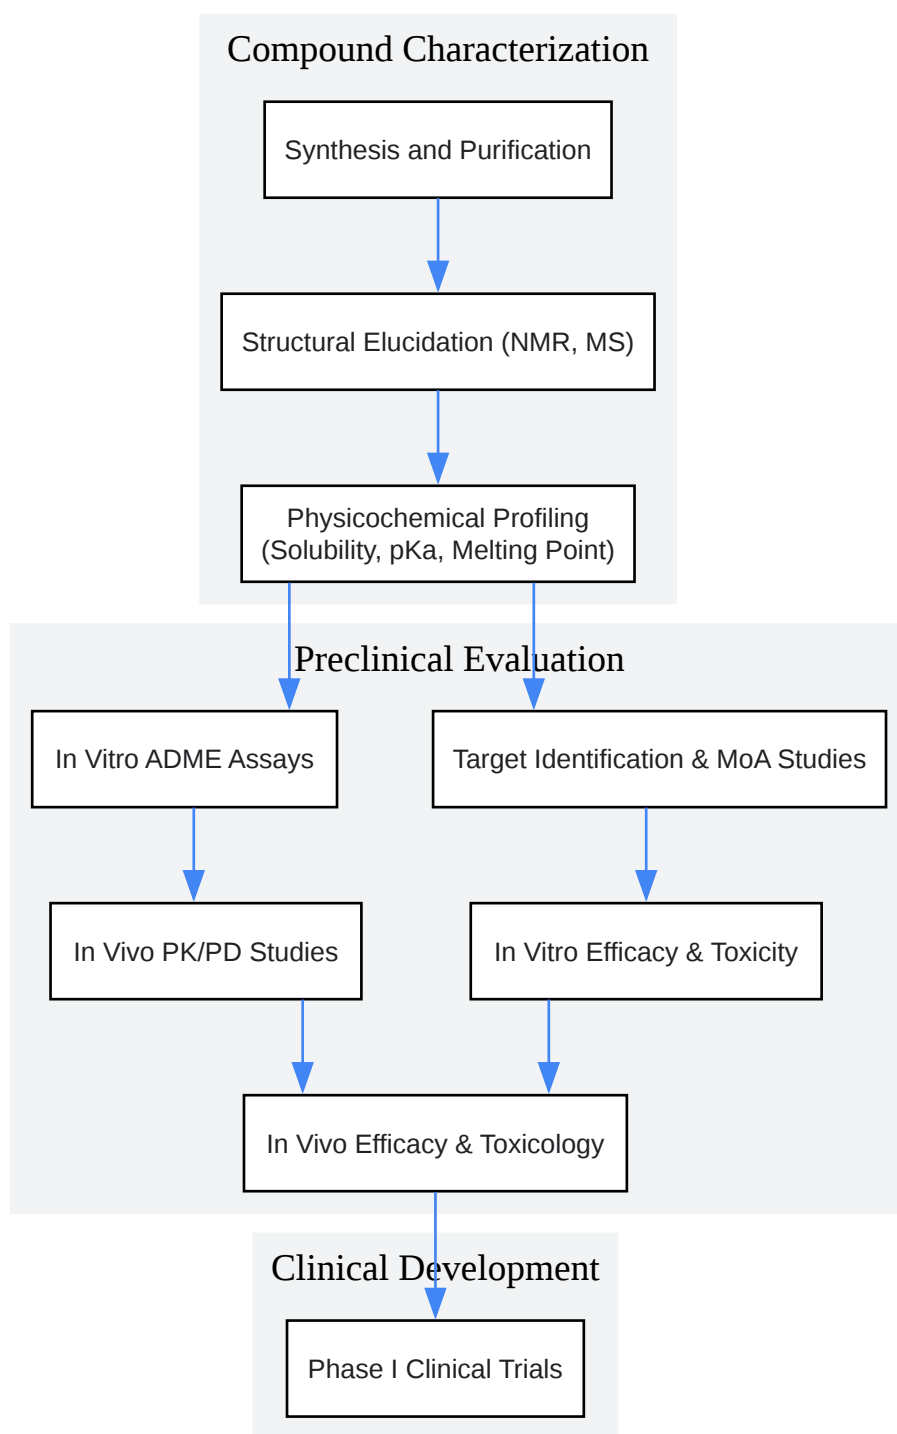 Compound Characterization
Synthesis and Purification
Structural Elucidation (NMR, MS)
Physicochemical Profiling
(Solubility, pKa, Melting Point)
Preclinical Evaluation
In Vitro ADME Assays
Target Identification & MoA Studies
In Vivo PK/PD Studies
In Vitro Efficacy & Toxicity
In Vivo Efficacy & Toxicology
Clinical Development
Phase I Clinical Trials